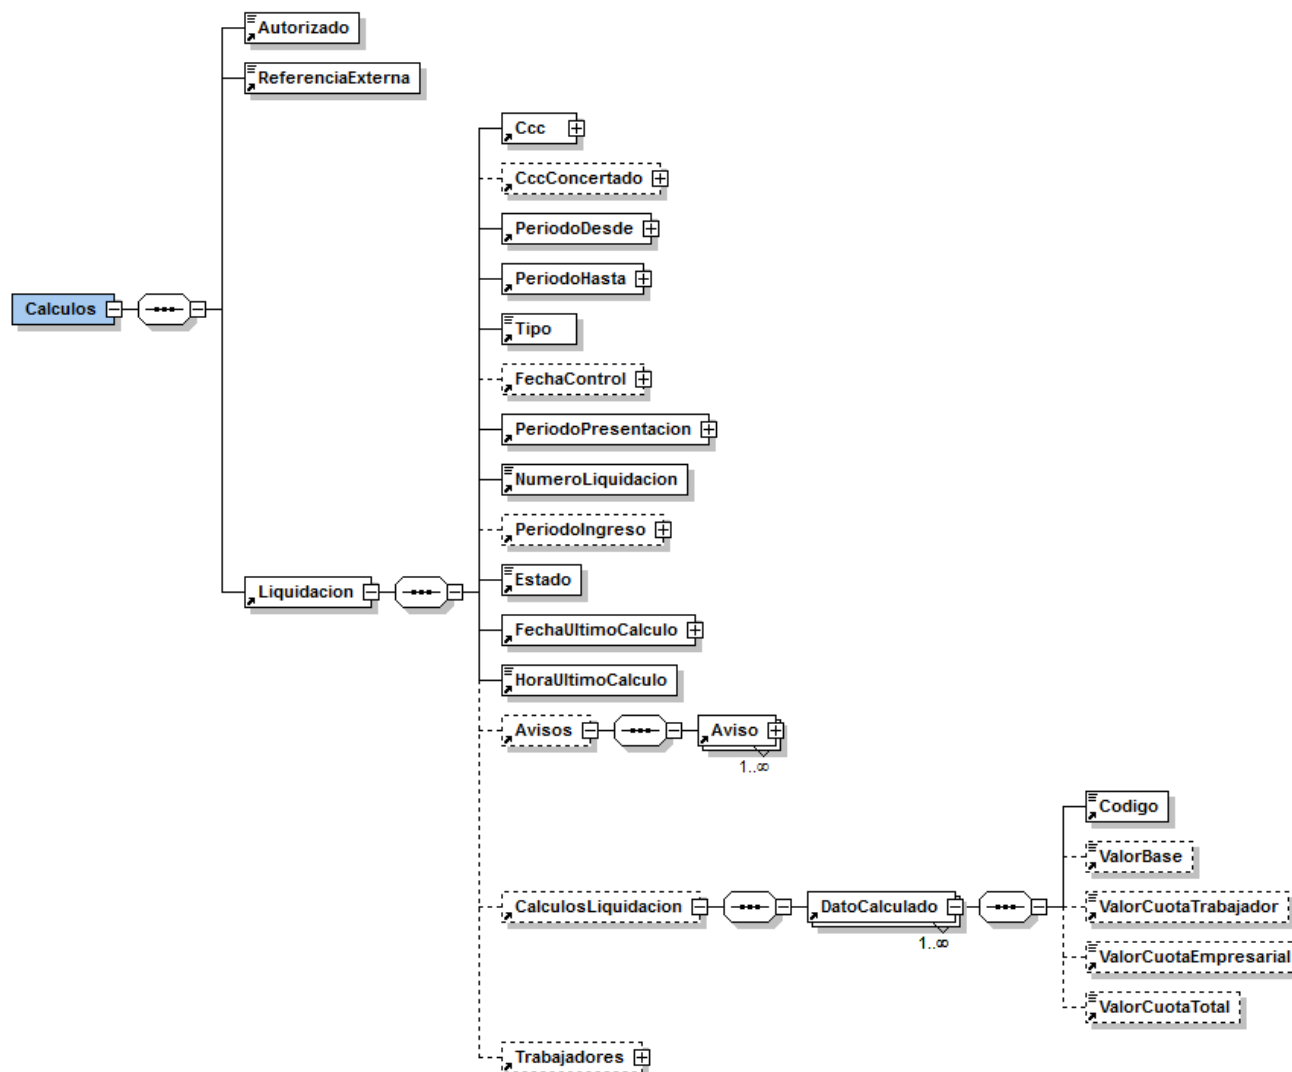 Autorizado
ReferenciaExterna
Ccc
CccConcertado
PeriodoDesde
PeriodoHasta
Calculos
Tipo
FechaControl
PeriodoPresentacion
NumeroLiquidacion
PeriodoIngreso
Estado
Liquidacion
FechaUltimoCalculo
HoraUltimoCalculo
Avisos
Aviso
1..∞
Codigo
ValorBase
CalculosLiquidacion
DatoCalculado
1..∞
ValorCuotaTrabajador
ValorCuotaEmpresarial
ValorCuotaTotal
Trabajadores